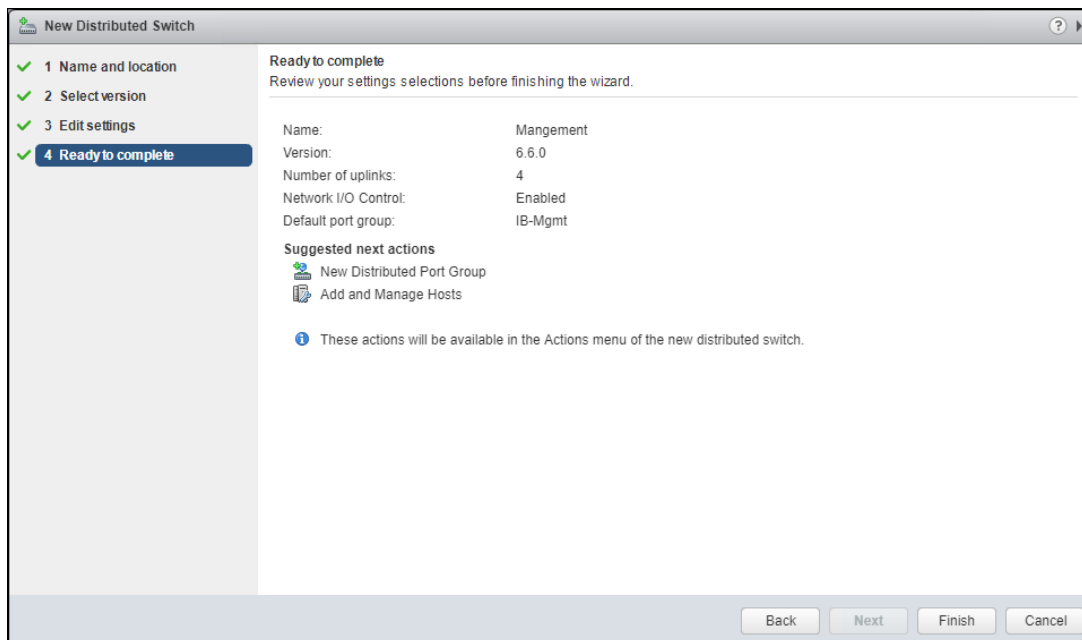 New Distributed Switch
?
1 Name and location
2 Select version
3 Edit settings
4 Ready to complete
Ready to complete
Review your settings selections before finishing the wizard.
Name: Mangement
Version: 6.6.0
Number of uplinks: 4
Network I/O Control: Enabled
Default port group: IB-Mgmt
Suggested next actions
New Distributed Port Group
Add and Manage Hosts
These actions will be available in the Actions menu of the new distributed switch.
Back Next Finish Cancel